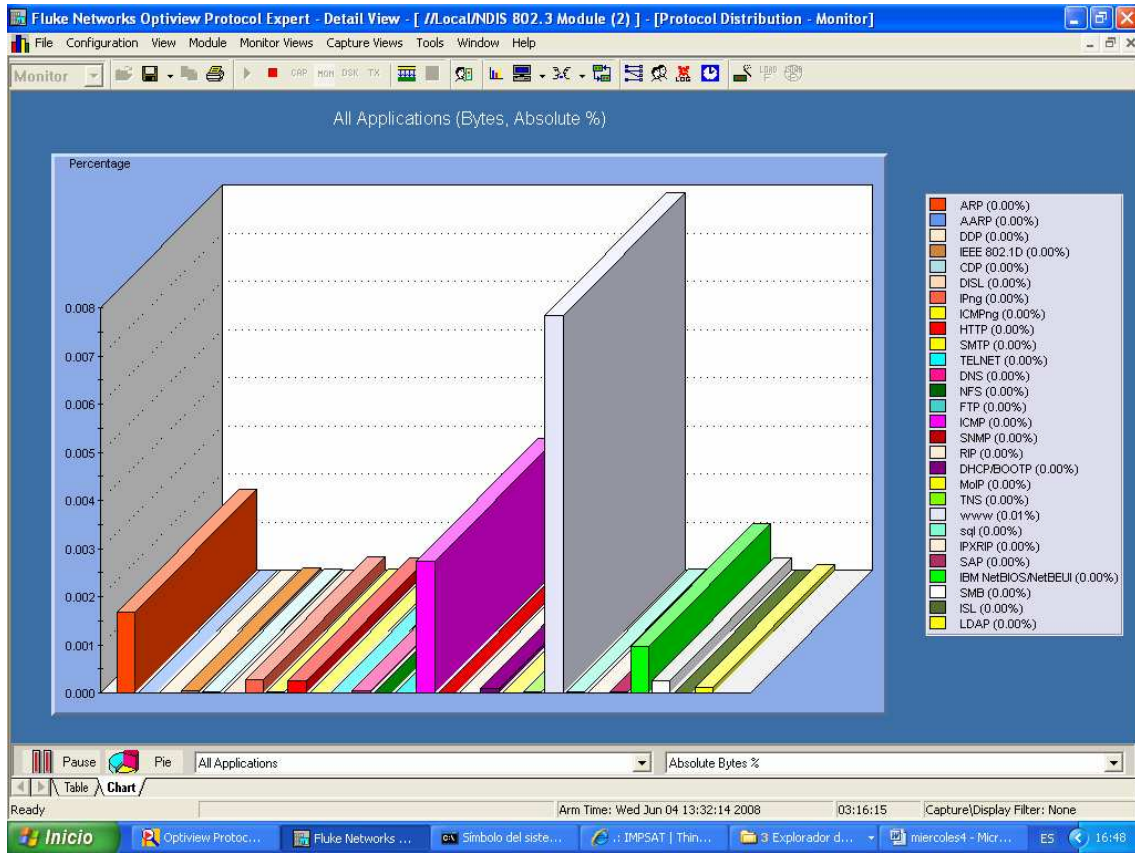 Fluke Networks Optiview Protocol Expert - Detail View - [ //Local/NDIS 802.3 Module (2) ] - [Protocol Distribution - Monitor]
File Configuration View Module Monitor Views Capture Views Tools Window Help
Monitor CAP MON DSK TX LOAD
All Applications (Bytes, Absolute %)
Percentage
0.008
0.007
0.006
0.005
0.004
0.003
0.002
0.001
0.000
ARP (0.00%)
AARP (0.00%)
DDP (0.00%)
IEEE 802.1D (0.00%)
CDP (0.00%)
DISL (0.00%)
IPng (0.00%)
ICMPng (0.00%)
HTTP (0.00%)
SMTP (0.00%)
TELNET (0.00%)
DNS (0.00%)
NFS (0.00%)
FTP (0.00%)
ICMP (0.00%)
SNMP (0.00%)
RIP (0.00%)
DHCP/BOOTP (0.00%)
MoIP (0.00%)
TNS (0.00%)
www (0.01%)
sql (0.00%)
IPXRIP (0.00%)
SAP (0.00%)
IBM NetBIOS/NetBEUI (0.00%)
SMB (0.00%)
ISL (0.00%)
LDAP (0.00%)
Pause Pie All Applications Absolute Bytes %
Table Chart
Ready Arm Time: Wed Jun 04 13:32:14 2008 03:16:15 Capture\Display Filter: None
Inicio Optiview Protoc... Fluke Networks ... Símbolo del siste... .: IMPSAT | Thin... 3 Explorador d... miercoles4 - Micr... ES 16:48